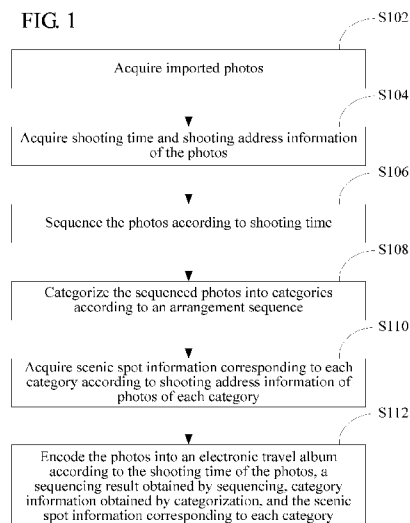 FIG. 1
S102
Acquire imported photos
S104
Acquire shooting time and shooting address information
of the photos
S106
Sequence the photos according to shooting time
S108
Categorize the sequenced photos into categories
according to an arrangement sequence
S110
Acquire scenic spot information corresponding to each
category according to shooting address information of
photos of each category
S112
Encode the photos into an electronic travel album
according to the shooting time of the photos, a
sequencing result obtained by sequencing, category
information obtained by categorization, and the scenic
spot information corresponding to each category